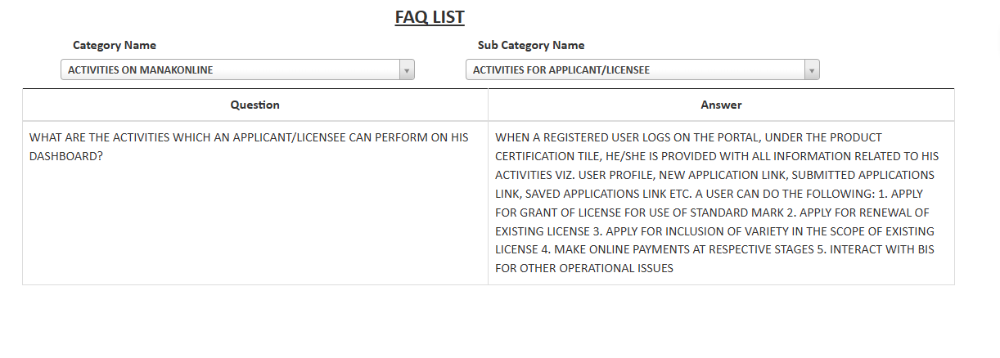 FAQ LIST
Category Name
Sub Category Name
ACTIVITIES ON MANAKONLINE
ACTIVITIES FOR APPLICANT/LICENSEE
Question
Answer
WHAT ARE THE ACTIVITIES WHICH AN APPLICANT/LICENSEE CAN PERFORM ON HIS
DASHBOARD?
WHEN A REGISTERED USER LOGS ON THE PORTAL, UNDER THE PRODUCT
CERTIFICATION TILE, HE/SHE IS PROVIDED WITH ALL INFORMATION RELATED TO HIS
ACTIVITIES VIZ. USER PROFILE, NEW APPLICATION LINK, SUBMITTED APPLICATIONS
LINK, SAVED APPLICATIONS LINK ETC. A USER CAN DO THE FOLLOWING: 1. APPLY
FOR GRANT OF LICENSE FOR USE OF STANDARD MARK 2. APPLY FOR RENEWAL OF
EXISTING LICENSE 3. APPLY FOR INCLUSION OF VARIETY IN THE SCOPE OF EXISTING
LICENSE 4. MAKE ONLINE PAYMENTS AT RESPECTIVE STAGES 5. INTERACT WITH BIS
FOR OTHER OPERATIONAL ISSUES